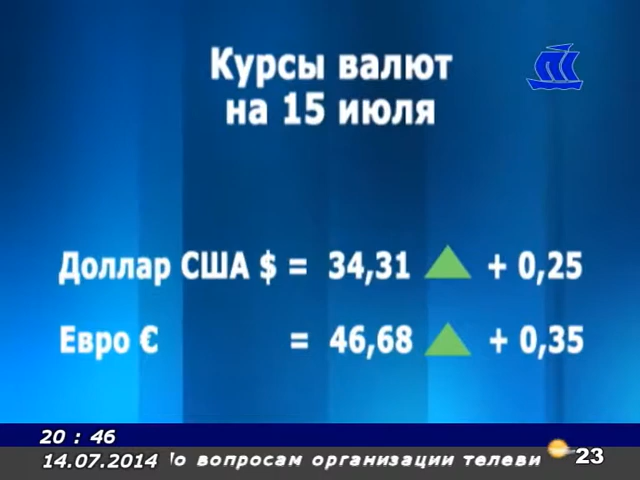 Курсы валют
на 15 июля
Доллар США $ = 34,31 + 0,25
Евро € = 46,68 + 0,35
20 : 46
14.07.2014 По вопросам организации телеви 23